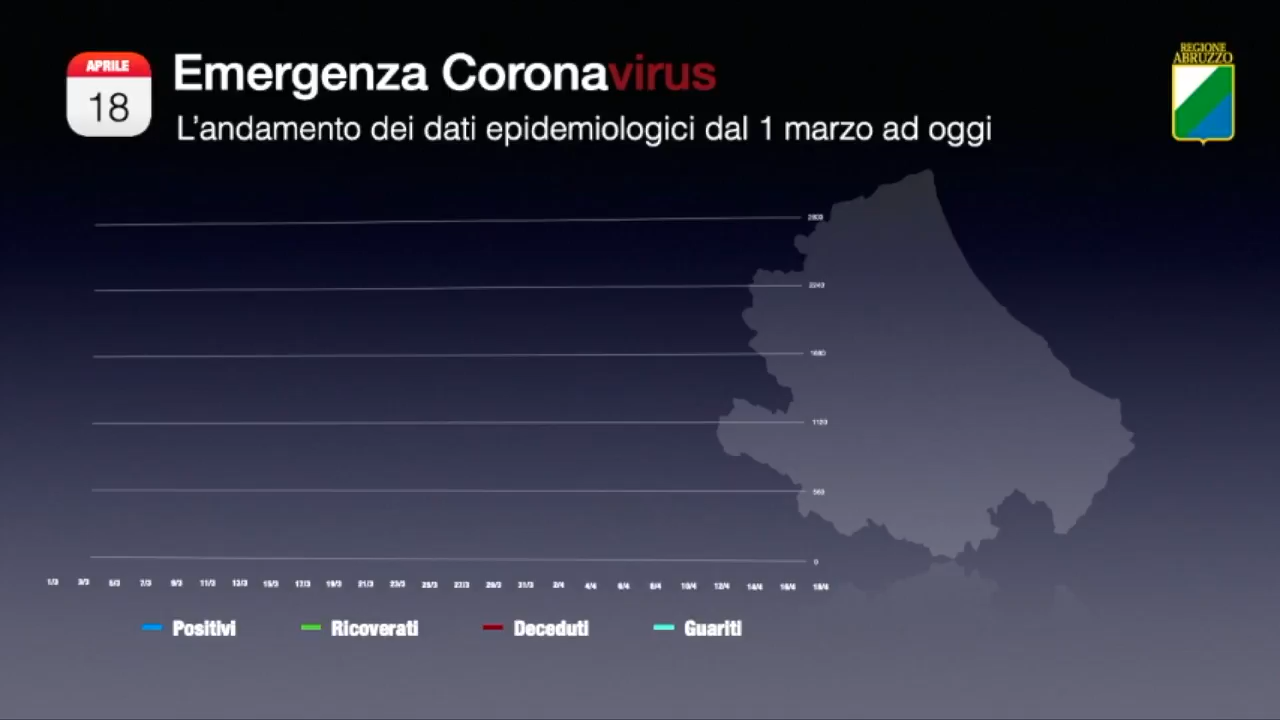 REGIONE
ABRUZZO
APRILE
18
Emergenza Coronavirus
L'andamento dei dati epidemiologici dal 1 marzo ad oggi
2800
2240
1680
1120
560
0
1/3 3/3 5/3 7/3 9/3 11/3 13/3 15/3 17/3 19/3 21/3 23/3 25/3 27/3 29/3 31/3 2/4 4/4 6/4 8/4 10/4 12/4 14/4 16/4 18/4
Positivi Ricoverati Deceduti Guariti